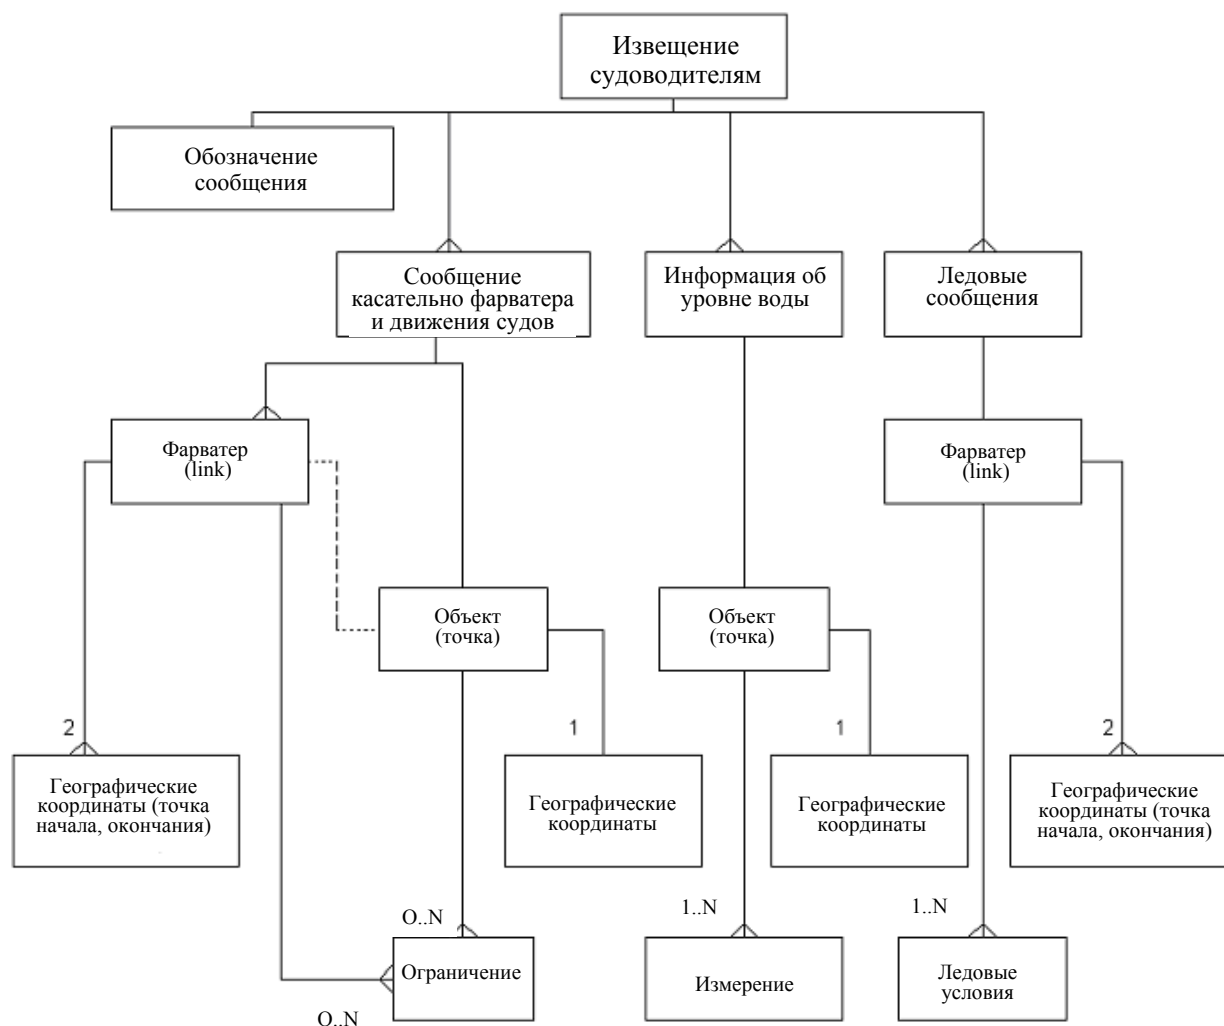 Извещение
судоводителям
Обозначение
сообщения
Сообщение
касательно фарватера
и движения судов
Информация об
уровне воды
Ледовые
сообщения
Фарватер
(link)
Фарватер
(link)
Объект
(точка)
Объект
(точка)
2
1
1
2
Географические
координаты (точка
начала, окончания)
Географические
координаты
Географические
координаты
Географические
координаты (точка
начала, окончания)
O..N
1..N
1..N
Ограничение
Измерение
Ледовые
условия
O..N